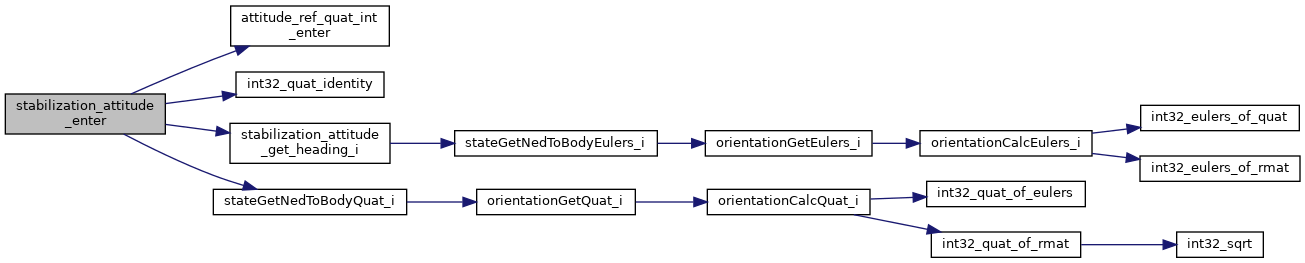 stabilization_attitude
_enter
attitude_ref_quat_int
_enter
int32_quat_identity
stabilization_attitude
_get_heading_i
stateGetNedToBodyQuat_i
stateGetNedToBodyEulers_i
orientationGetEulers_i
orientationCalcEulers_i
int32_eulers_of_quat
int32_eulers_of_rmat
orientationGetQuat_i
orientationCalcQuat_i
int32_quat_of_eulers
int32_quat_of_rmat
int32_sqrt